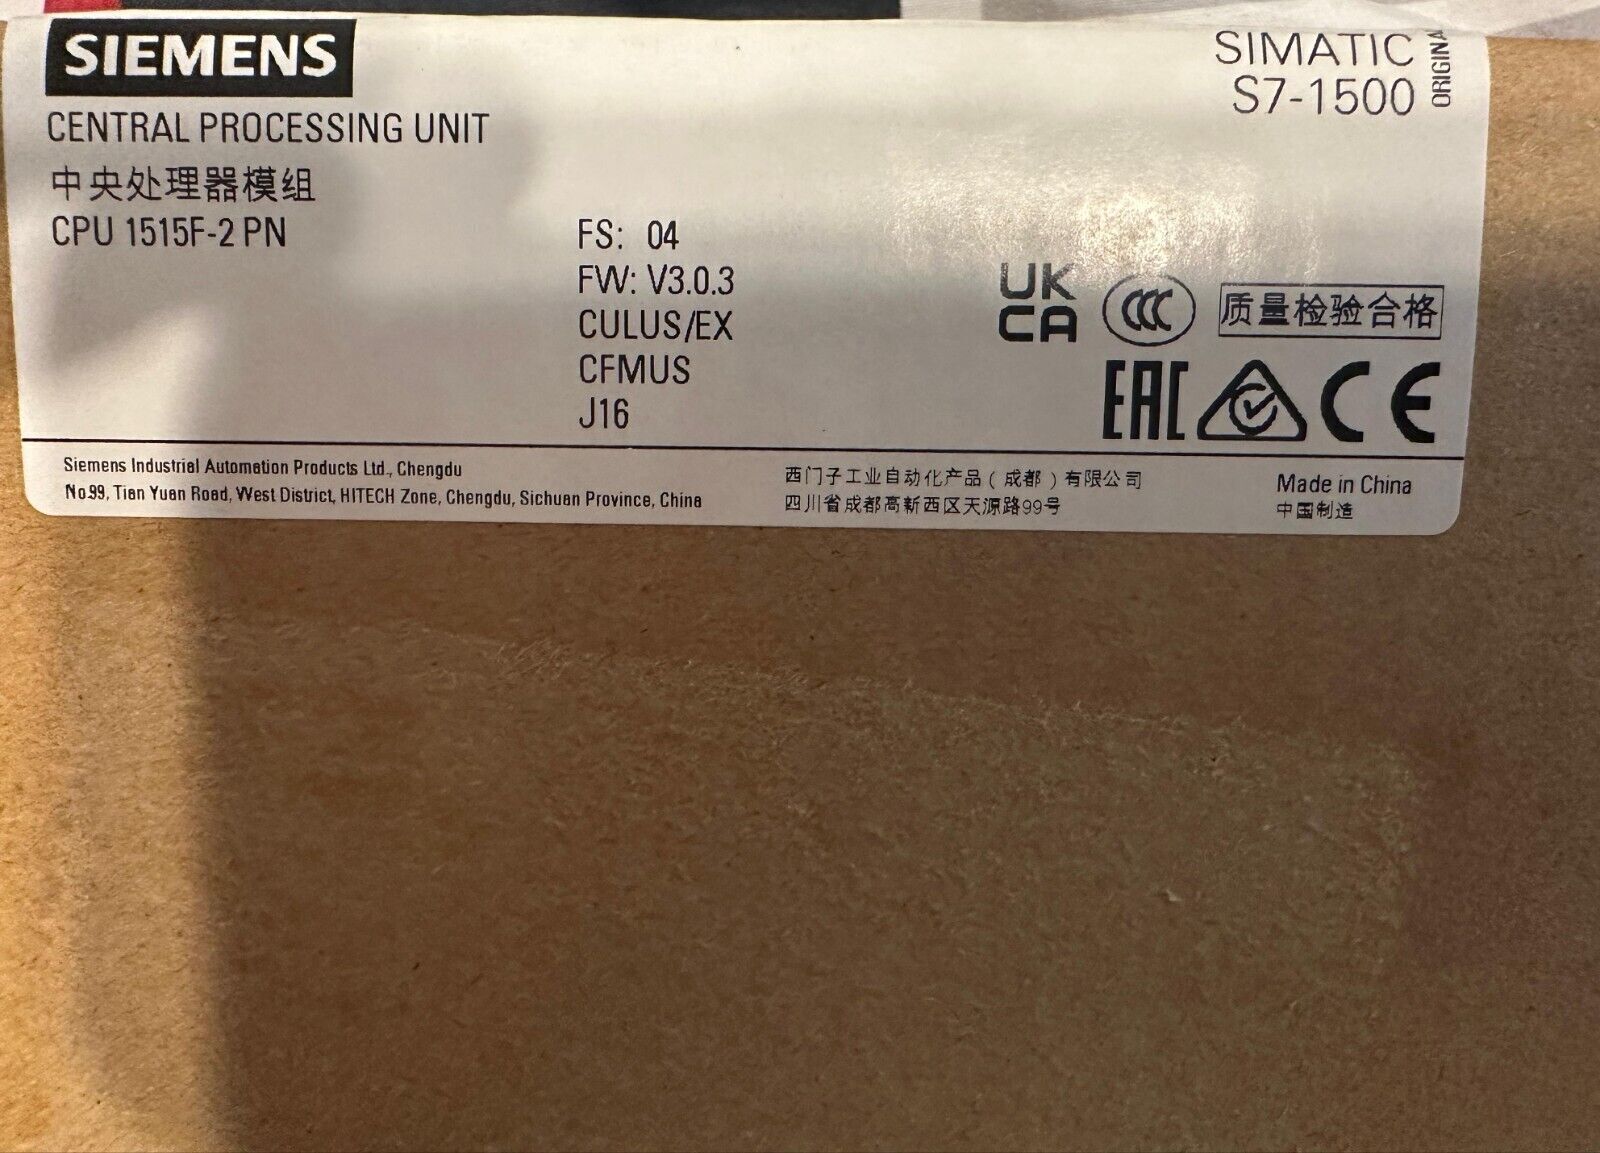 SIEMENS
SIMATIC
S7-1500
CENTRAL PROCESSING UNIT
中央处理器模组
CPU 1515F-2 PN
FS: 04
FW: V3.0.3
CULUS/EX
CFMUS
J16
UK
CA
CCC
质量检验合格
EAC
CE
Siemens Industrial Automation Products Ltd., Chengdu
No.99, Tian Yuan Road, West District, HITECH Zone, Chengdu, Sichuan Province, China
西门子工业自动化产品(成都)有限公司
四川省成都高新西区天源路99号
Made in China
中国制造